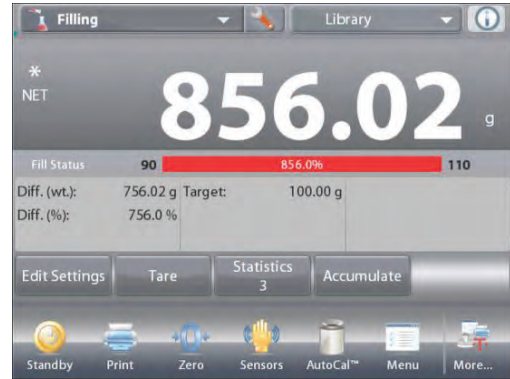 Filling
Library
*
NET
856.02 g
Fill Status 90 856.0% 110
Diff. (wt.): 756.02 g Target: 100.00 g
Diff. (%): 756.0 %
Edit Settings Tare Statistics 3 Accumulate
Standby Print Zero Sensors AutoCal™ Menu More...